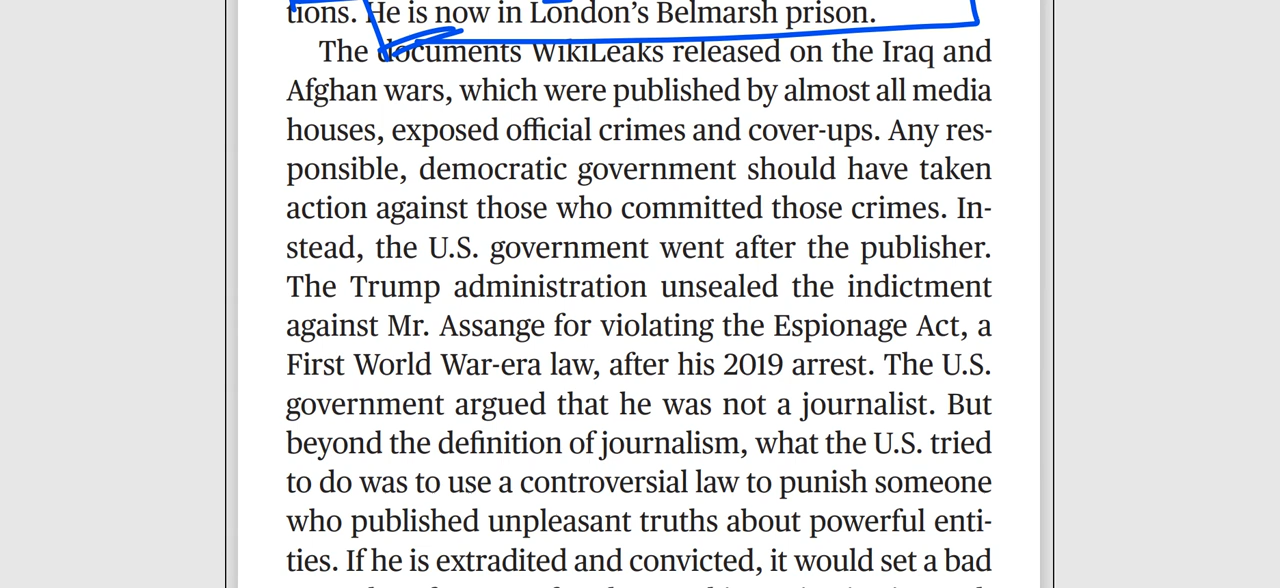 tions. He is now in London's Belmarsh prison.
The documents WikiLeaks released on the Iraq and
Afghan wars, which were published by almost all media
houses, exposed official crimes and cover-ups. Any res-
ponsible, democratic government should have taken
action against those who committed those crimes. In-
stead, the U.S. government went after the publisher.
The Trump administration unsealed the indictment
against Mr. Assange for violating the Espionage Act, a
First World War-era law, after his 2019 arrest. The U.S.
government argued that he was not a journalist. But
beyond the definition of journalism, what the U.S. tried
to do was to use a controversial law to punish someone
who published unpleasant truths about powerful enti-
ties. If he is extradited and convicted, it would set a bad